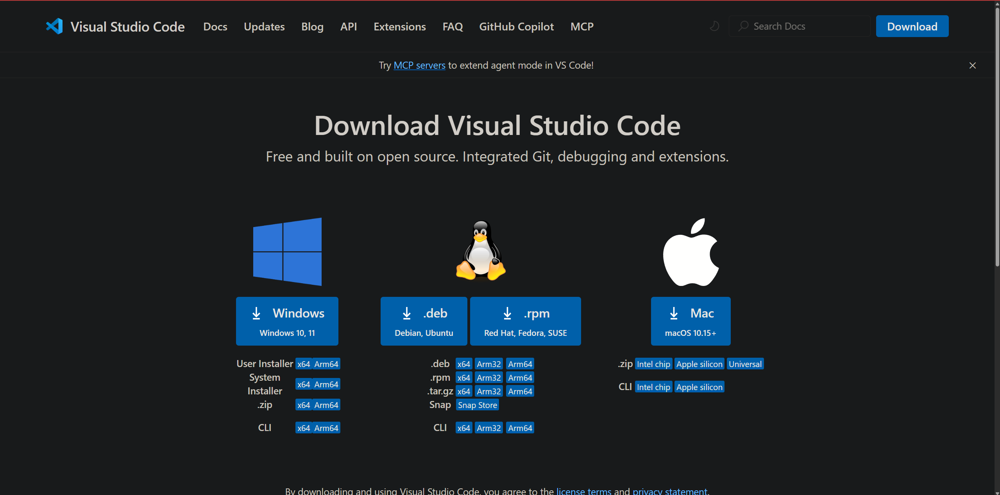 Visual Studio Code Docs Updates Blog API Extensions FAQ GitHub Copilot MCP Search Docs Download
Try MCP servers to extend agent mode in VS Code!
Download Visual Studio Code
Free and built on open source. Integrated Git, debugging and extensions.
Windows
Windows 10, 11
User Installer x64 Arm64
System
Installer x64 Arm64
.zip x64 Arm64
CLI x64 Arm64
.deb
Debian, Ubuntu
.rpm
Red Hat, Fedora, SUSE
.deb x64 Arm32 Arm64
.rpm x64 Arm32 Arm64
.tar.gz x64 Arm32 Arm64
Snap Snap Store
CLI x64 Arm32 Arm64
Mac
macOS 10.15+
.zip Intel chip Apple silicon Universal
CLI Intel chip Apple silicon
By downloading and using Visual Studio Code, you agree to the license terms and privacy statement.